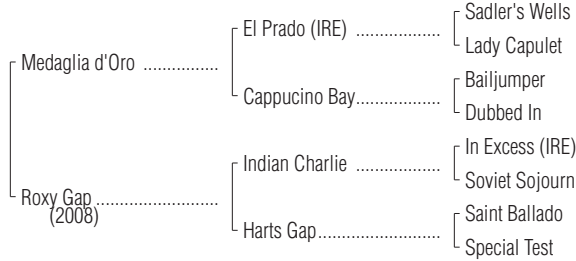 Sadler's Wells
El Prado (IRE) ..................
Lady Capulet
Medaglia d'Oro ................
Bailjumper
Cappucino Bay..................
Dubbed In
In Excess (IRE)
Indian Charlie ..................
Soviet Sojourn
Roxy Gap ..........................
(2008)
Saint Ballado
Harts Gap..........................
Special Test